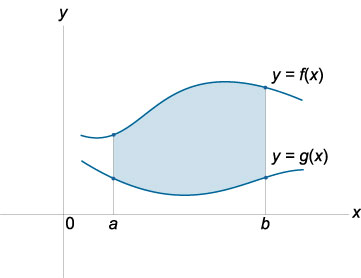 y
y = f(x)
y = g(x)
x
0 a b